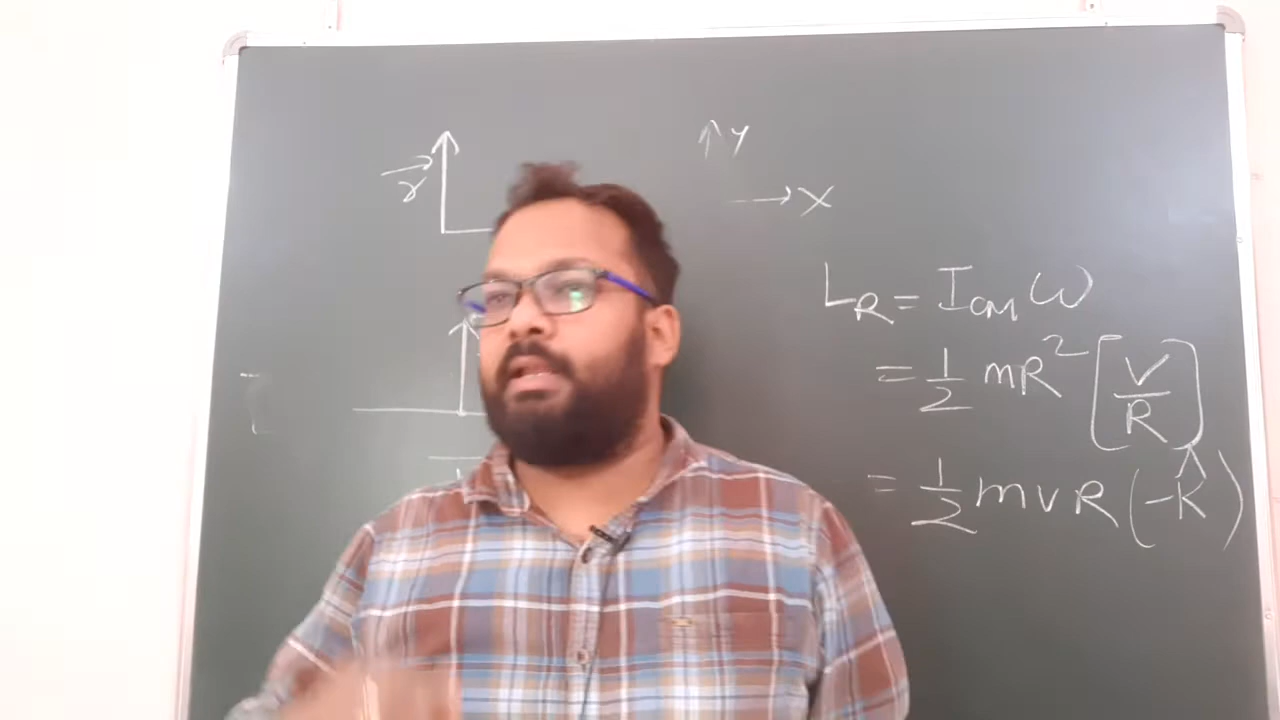 r⃗
Y
X
L_R = I_CM ω
= 1/2 mR² [V/R]
= 1/2 mvR (-K̂)